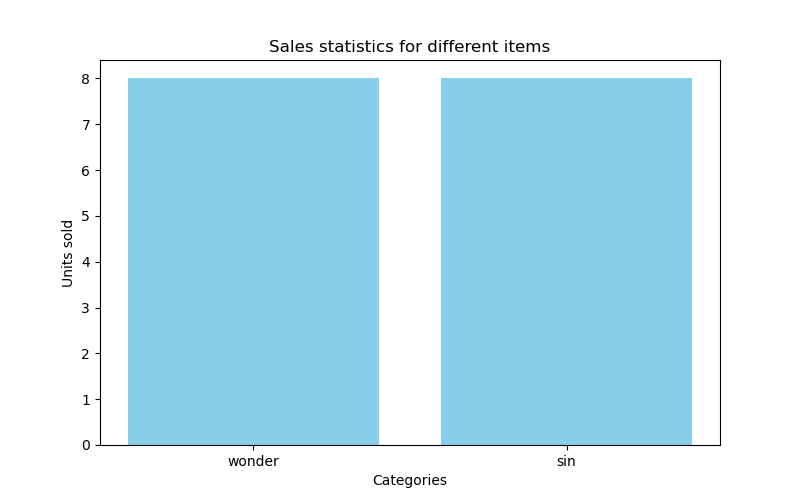 Sales statistics for different items
Units sold
8
7
6
5
4
3
2
1
0
wonder
sin
Categories